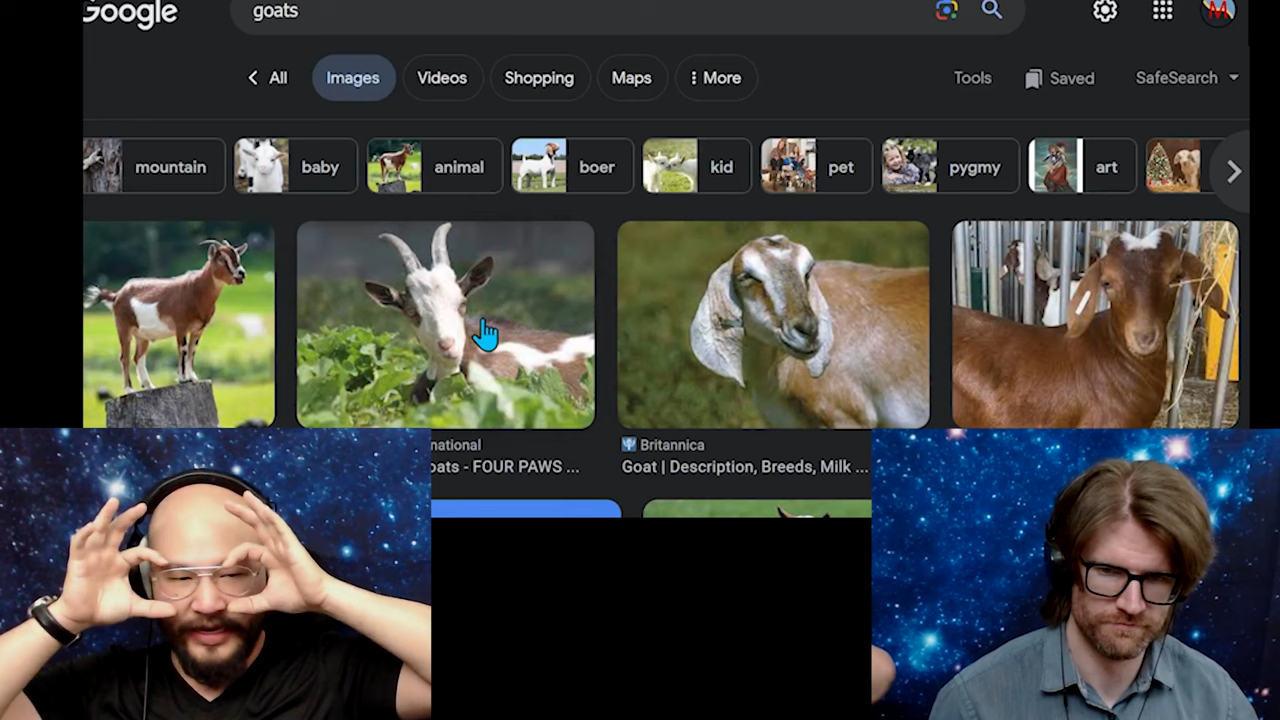 Google
goats
All
Images
Videos
Shopping
Maps
More
Tools
Saved
SafeSearch
mountain
baby
animal
boer
kid
pet
pygmy
art
national
oats - FOUR PAWS ...
Britannica
Goat | Description, Breeds, Milk ...